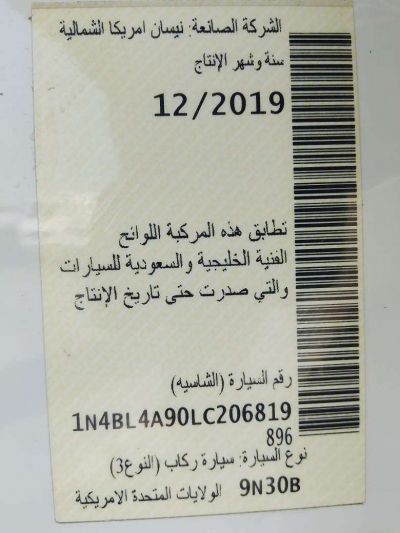 الشركة الصانعة: نيسان امريكا الشمالية
سنة وشهر الإنتاج
12/2019
تطابق هذه المركبة اللوائح
الفنية الخليجية والسعودية للسيارات
والتي صدرت حتى تاريخ الإنتاج
رقم السيارة (الشاسيه)
1N4BL4A90LC206819
896
نوع السيارة: سيارة ركاب (النوع3)
9N30B الولايات المتحدة الامريكية